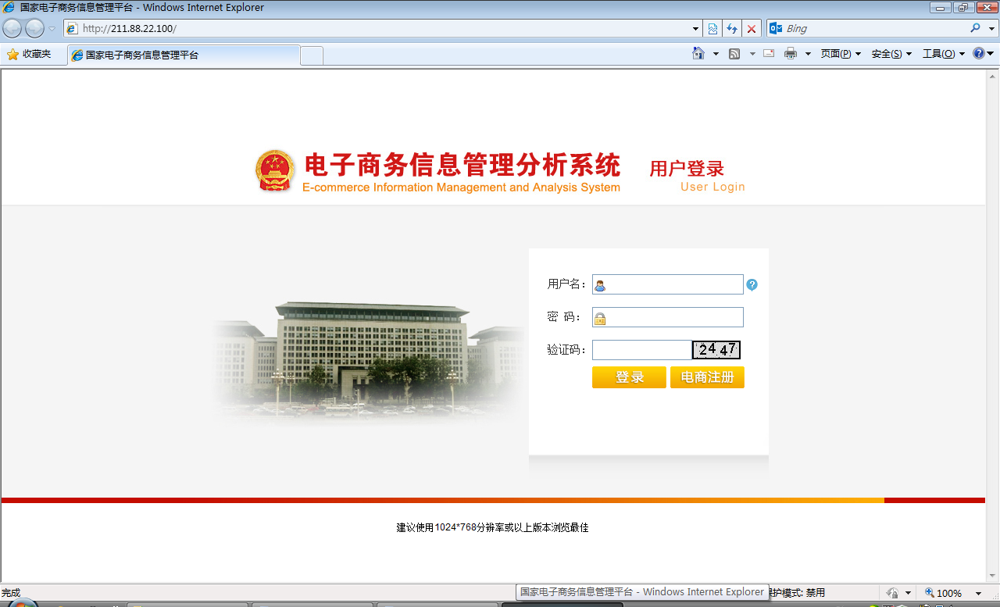 国家电子商务信息管理平台 - Windows Internet Explorer
http://211.88.22.100/
Bing
收藏夹
国家电子商务信息管理平台
页面(P)
安全(S)
工具(O)
电子商务信息管理分析系统
用户登录
E-commerce Information Management and Analysis System
User Login
用户名:
密 码:
验证码:
2447
登录
电商注册
建议使用1024*768分辨率或以上版本浏览最佳
完成
国家电子商务信息管理平台 - Windows Internet Explorer
护模式: 禁用
100%